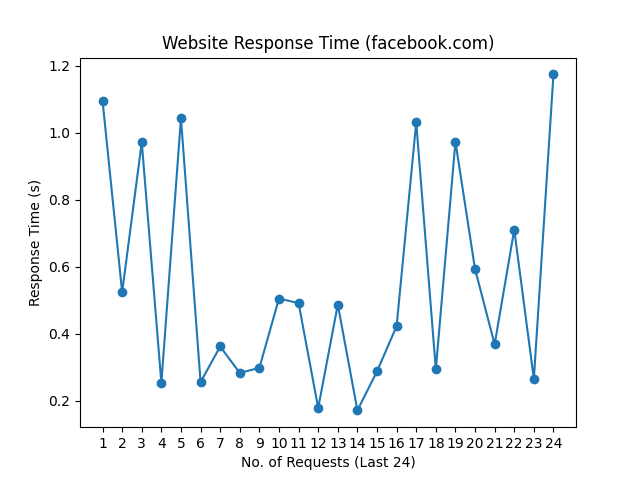 Website Response Time (facebook.com)
1.2
1.0
0.8
0.6
0.4
0.2
Response Time (s)
1 2 3 4 5 6 7 8 9 10 11 12 13 14 15 16 17 18 19 20 21 22 23 24
No. of Requests (Last 24)